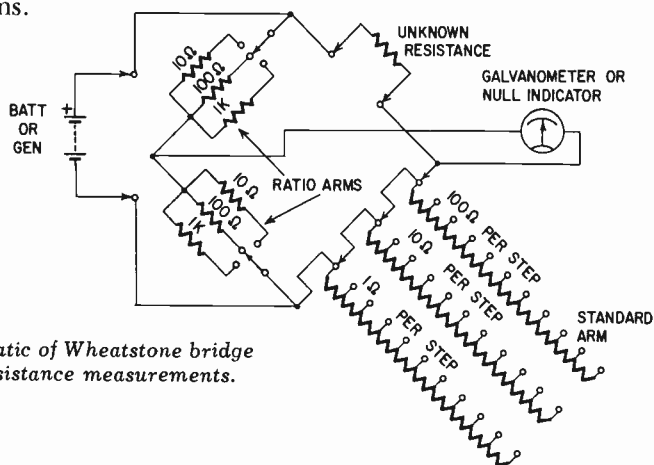 ns.
UNKNOWN
RESISTANCE
GALVANOMETER OR
NULL INDICATOR
10Ω
100Ω
1K
BATT
OR
GEN
+
RATIO ARMS
10Ω
100Ω
1K
100Ω PER STEP
10Ω PER STEP
1Ω PER STEP
STANDARD
ARM
atic of Wheatstone bridge
sistance measurements.